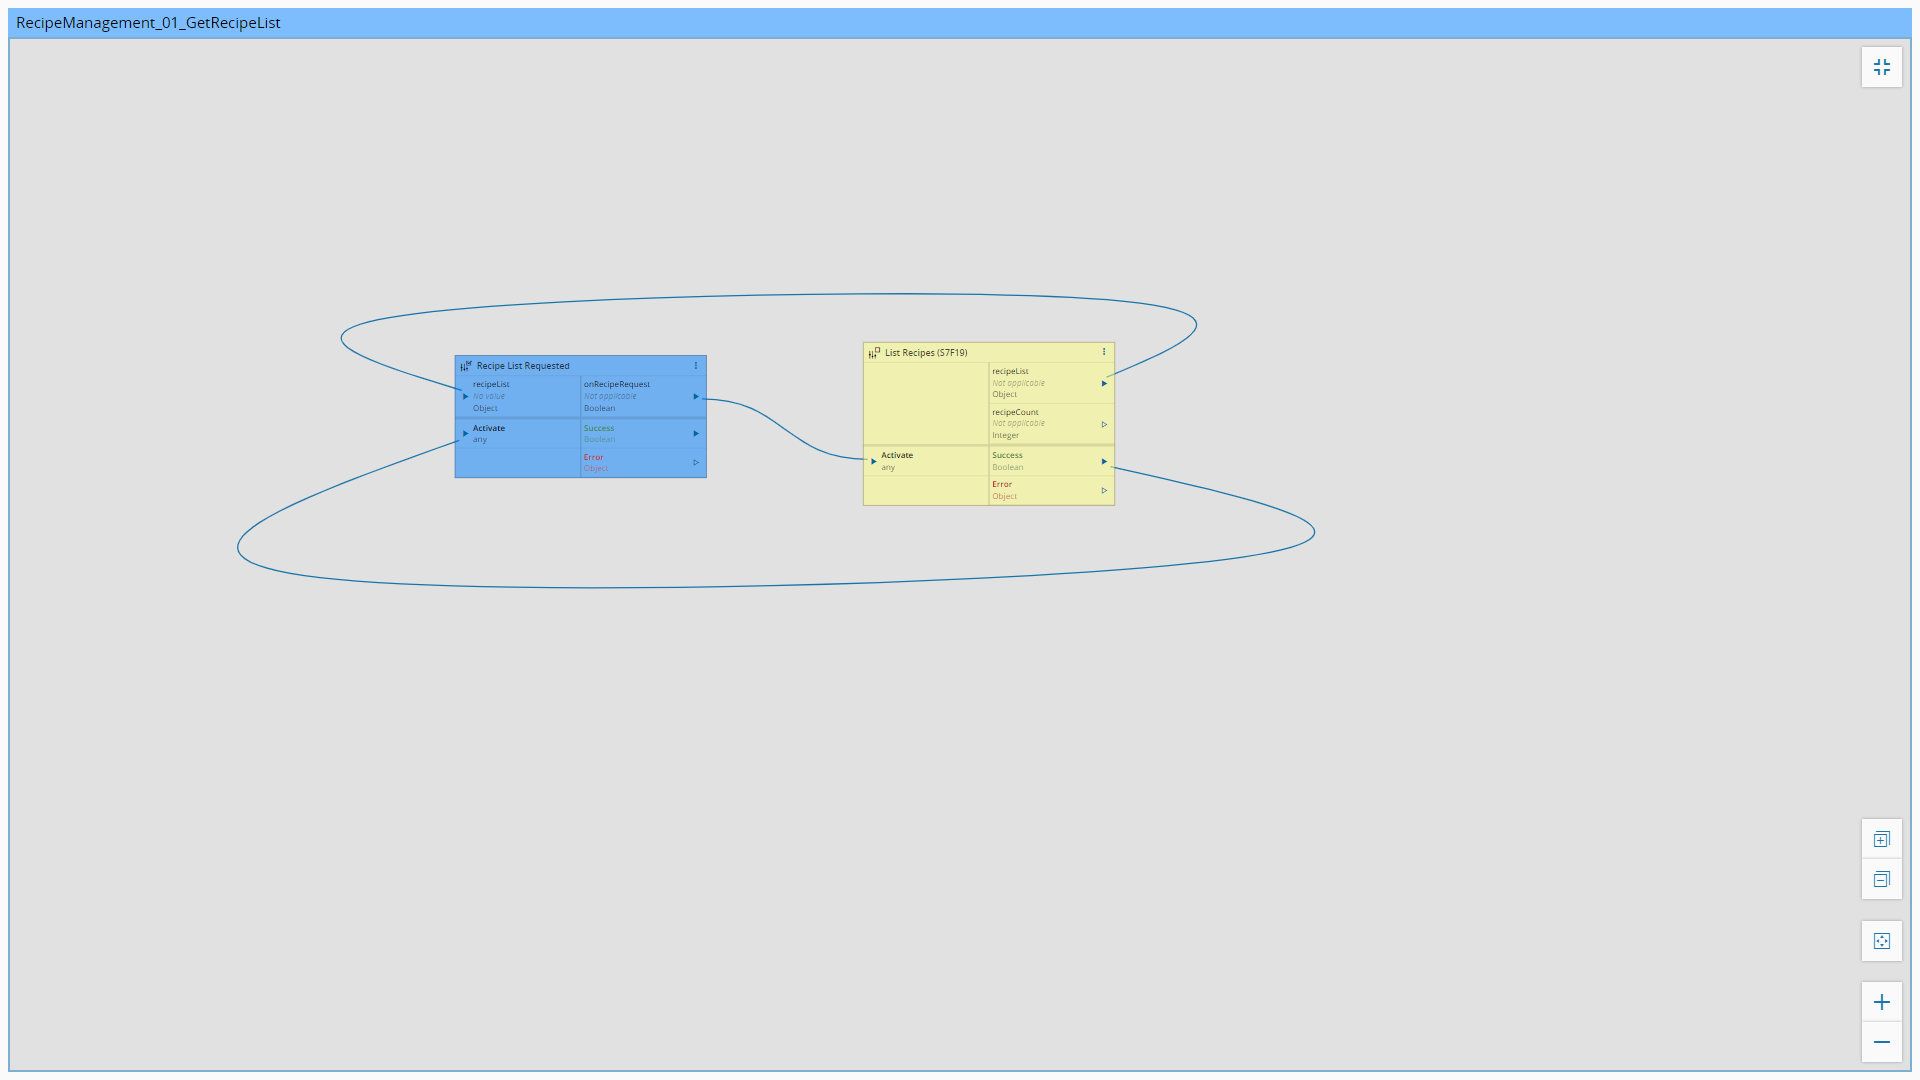 RecipeManagement_01_GetRecipeList
Recipe List Requested
recipeList
No value
Object
onRecipeRequest
Not applicable
Boolean
Activate
any
Success
Boolean
Error
Object
List Recipes (S7F19)
recipeList
Not applicable
Object
recipeCount
Not applicable
Integer
Activate
any
Success
Boolean
Error
Object